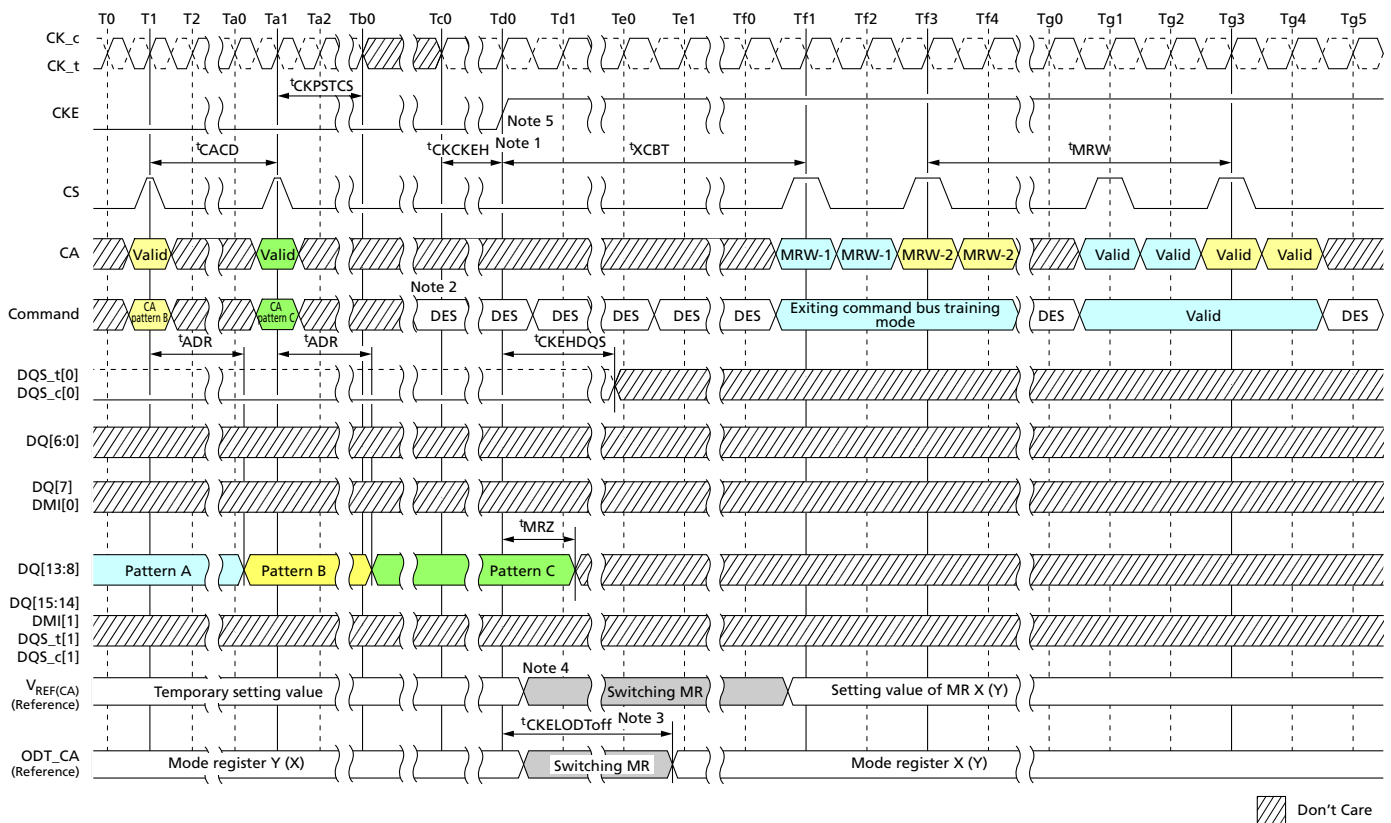 T0 T1 T2 Ta0 Ta1 Ta2 Tb0 Tc0 Td0 Td1 Te0 Te1 Tf0 Tf1 Tf2 Tf3 Tf4 Tg0 Tg1 Tg2 Tg3 Tg4 Tg5
CK_c
CK_t
tCKPSTCS
CKE
Note 5
tCACD
tCKCKEH
Note 1
tXCBT
tMRW
CS
CA
Valid Valid MRW-1 MRW-1 MRW-2 MRW-2 Valid Valid Valid Valid
Note 2
Command
CA pattern B
CA pattern C
DES DES DES DES DES DES
Exiting command bus training mode
DES Valid DES
tADR tADR tCKEHDQS
DQS_t[0]
DQS_c[0]
DQ[6:0]
DQ[7]
DMI[0]
tMRZ
DQ[13:8]
Pattern A Pattern B Pattern C
DQ[15:14]
DMI[1]
DQS_t[1]
DQS_c[1]
Note 4
VREF(CA)
(Reference)
Temporary setting value Switching MR Setting value of MR X (Y)
tCKELODToff
Note 3
ODT_CA
(Reference)
Mode register Y (X) Switching MR Mode register X (Y)
Don't Care